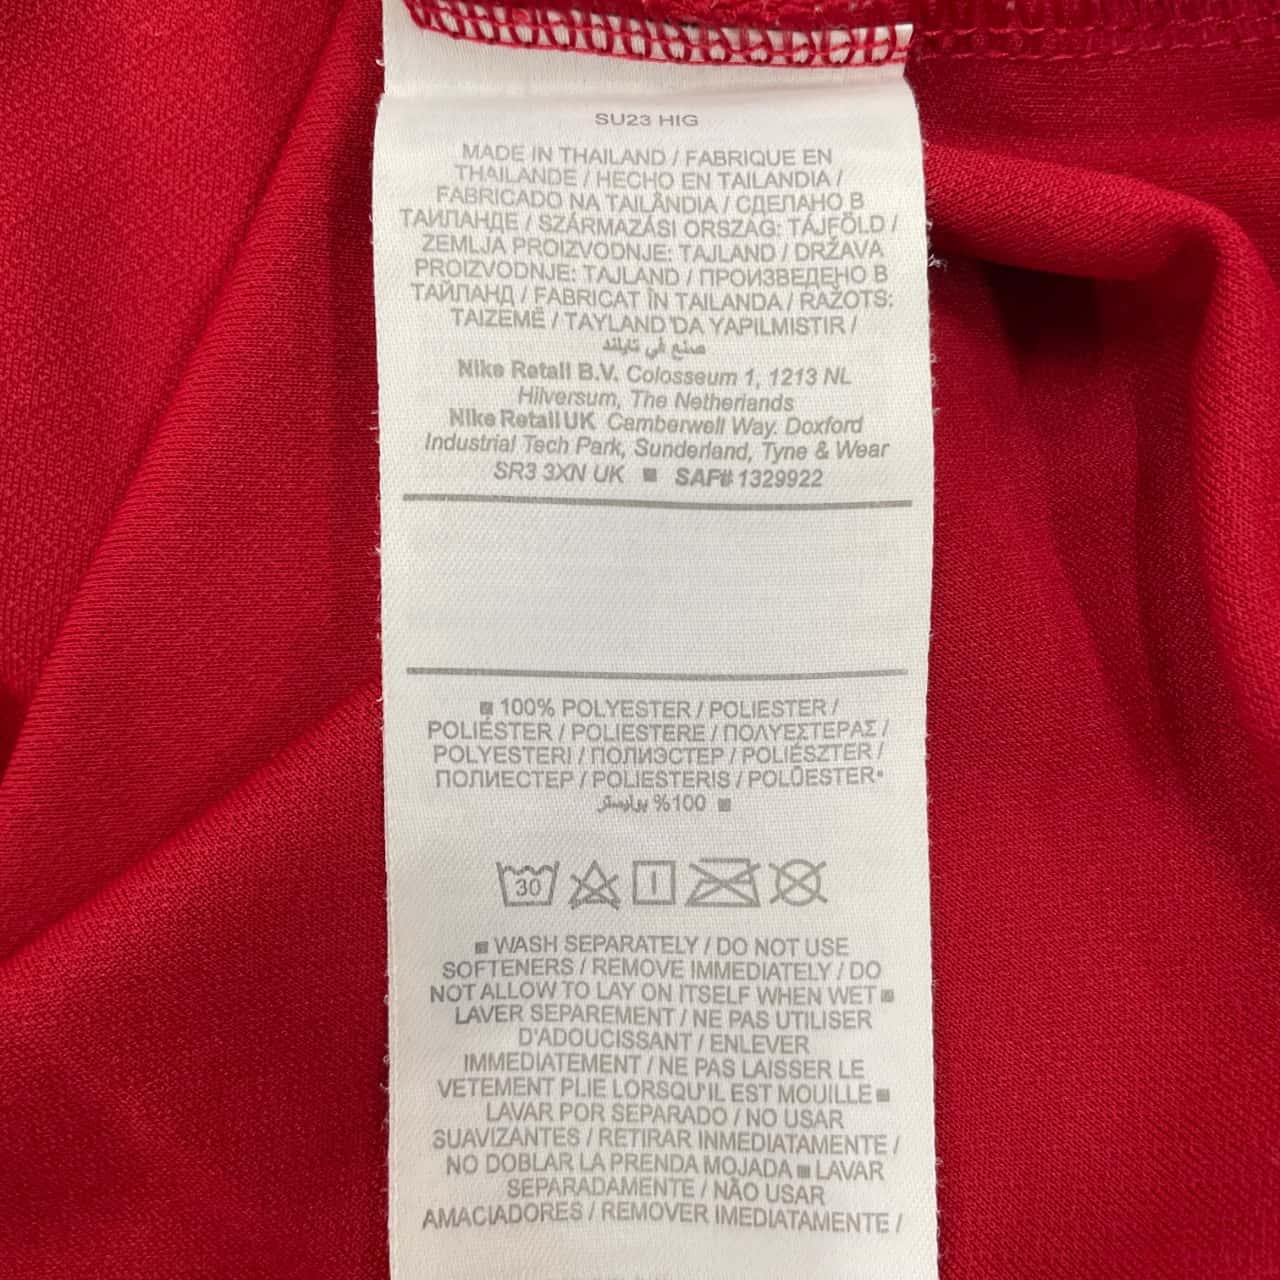 SU23 HIG
MADE IN THAILAND / FABRIQUE EN
THAILANDE / HECHO EN TAILANDIA /
FABRICADO NA TAILÂNDIA / СДЕЛАНО В
ТАИЛАНДЕ / SZÁRMAZÁSI ORSZAG: TÁJFÖLD /
ZEMLJA PROIZVODNJE: TAJLAND / DRŽAVA
PROIZVODNJE: TAJLAND / ПРОИЗВЕДЕНО В
ТАЙЛАНД / FABRICAT ÎN TAILANDA / RAŽOTS:
TAIZEMĒ / TAYLAND'DA YAPILMISTIR /
صنع في تايلند
Nike Retail B.V. Colosseum 1, 1213 NL
Hilversum, The Netherlands
Nike Retail UK Camberwell Way. Doxford
Industrial Tech Park, Sunderland, Tyne & Wear
SR3 3XN UK ■ SAF# 1329922
■ 100% POLYESTER / POLIESTER /
POLIÉSTER / POLIESTERE / ΠΟΛΥΕΣΤΕΡΑΣ /
POLYESTERI / ПОЛИЭСТЕР / POLIÉSZTER /
ПОЛИЕСТЕР / POLIESTERIS / POLÜESTER▪
100% بوليستر ■
30
■ WASH SEPARATELY / DO NOT USE
SOFTENERS / REMOVE IMMEDIATELY / DO
NOT ALLOW TO LAY ON ITSELF WHEN WET ■
LAVER SEPAREMENT / NE PAS UTILISER
D'ADOUCISSANT / ENLEVER
IMMEDIATEMENT / NE PAS LAISSER LE
VETEMENT PLIE LORSQU'IL EST MOUILLE ■
LAVAR POR SEPARADO / NO USAR
SUAVIZANTES / RETIRAR INMEDIATAMENTE /
NO DOBLAR LA PRENDA MOJADA ■ LAVAR
SEPARADAMENTE / NÃO USAR
AMACIADORES / REMOVER IMEDIATAMENTE /